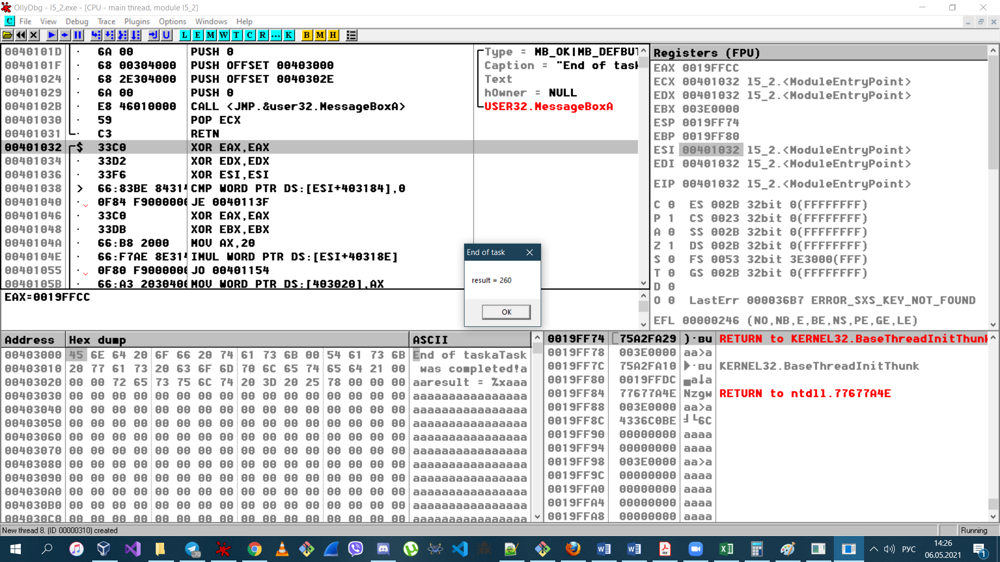 OllyDbg - l5_2.exe - [CPU - main thread, module l5_2]
C File View Debug Trace Plugins Options Windows Help
L E M W T C R ... K B M H
0040101D · 6A 00 PUSH 0
0040101F · 68 00304000 PUSH OFFSET 00403000
00401024 · 68 2E304000 PUSH OFFSET 0040302E
00401029 · 6A 00 PUSH 0
0040102B · E8 46010000 CALL <JMP.&user32.MessageBoxA>
00401030 · 59 POP ECX
00401031 · C3 RETN
00401032 $ 33C0 XOR EAX,EAX
00401034 · 33D2 XOR EDX,EDX
00401036 · 33F6 XOR ESI,ESI
00401038 > 66:83BE 84314 CMP WORD PTR DS:[ESI+403184],0
00401040 · 0F84 F9000000 JE 0040113F
00401046 · 33C0 XOR EAX,EAX
00401048 · 33DB XOR EBX,EBX
0040104A · 66:B8 2000 MOV AX,20
0040104E · 66:F7AE 8E314 IMUL WORD PTR DS:[ESI+40318E]
00401055 · 0F80 F9000000 JO 00401154
0040105B · 66:A3 20304000 MOV WORD PTR DS:[403020],AX
Type = MB_OK|MB_DEFBUT
Caption = "End of task
Text
hOwner = NULL
USER32.MessageBoxA
EAX=0019FFCC
Registers (FPU)
EAX 0019FFCC
ECX 00401032 l5_2.<ModuleEntryPoint>
EDX 00401032 l5_2.<ModuleEntryPoint>
EBX 003E0000
ESP 0019FF74
EBP 0019FF80
ESI 00401032 l5_2.<ModuleEntryPoint>
EDI 00401032 l5_2.<ModuleEntryPoint>
EIP 00401032 l5_2.<ModuleEntryPoint>
C 0 ES 002B 32bit 0(FFFFFFFF)
P 1 CS 0023 32bit 0(FFFFFFFF)
A 0 SS 002B 32bit 0(FFFFFFFF)
Z 1 DS 002B 32bit 0(FFFFFFFF)
S 0 FS 0053 32bit 3E3000(FFF)
T 0 GS 002B 32bit 0(FFFFFFFF)
D 0
O 0 LastErr 000036B7 ERROR_SXS_KEY_NOT_FOUND
EFL 00000246 (NO,NB,E,BE,NS,PE,GE,LE)
End of task
result = 260
OK
Address Hex dump ASCII
00403000 45 6E 64 20 6F 66 20 74 61 73 6B 00 54 61 73 6B End of taskaTask
00403010 20 77 61 73 20 63 6F 6D 70 6C 65 74 65 64 21 00 was completed!a
00403020 00 00 72 65 73 75 6C 74 20 3D 20 25 78 00 00 00 aaresult = %xaaa
00403030 00 00 00 00 00 00 00 00 00 00 00 00 00 00 00 00 aaaaaaaaaaaaaaaa
00403040 00 00 00 00 00 00 00 00 00 00 00 00 00 00 00 00 aaaaaaaaaaaaaaaa
00403050 00 00 00 00 00 00 00 00 00 00 00 00 00 00 00 00 aaaaaaaaaaaaaaaa
00403060 00 00 00 00 00 00 00 00 00 00 00 00 00 00 00 00 aaaaaaaaaaaaaaaa
00403070 00 00 00 00 00 00 00 00 00 00 00 00 00 00 00 00 aaaaaaaaaaaaaaaa
00403080 00 00 00 00 00 00 00 00 00 00 00 00 00 00 00 00 aaaaaaaaaaaaaaaa
00403090 00 00 00 00 00 00 00 00 00 00 00 00 00 00 00 00 aaaaaaaaaaaaaaaa
004030A0 00 00 00 00 00 00 00 00 00 00 00 00 00 00 00 00 aaaaaaaaaaaaaaaa
004030B0 00 00 00 00 00 00 00 00 00 00 00 00 00 00 00 00 aaaaaaaaaaaaaaaa
004030C0 00 00 00 00 00 00 00 00 00 00 00 00 00 00 00 00 aaaaaaaaaaaaaaaa
0019FF74 75A2FA29 )·вu RETURN to KERNEL32.BaseThreadInitThunk
0019FF78 003E0000 aa>a
0019FF7C 75A2FA10 ►·вu KERNEL32.BaseThreadInitThunk
0019FF80 0019FFDC ▄a↓a
0019FF84 77677A4E Nzgw RETURN to ntdll.77677A4E
0019FF88 003E0000 aa>a
0019FF8C 4336C0BE ╛└6C
0019FF90 00000000 aaaa
0019FF94 00000000 aaaa
0019FF98 003E0000 aa>a
0019FF9C 00000000 aaaa
0019FFA0 00000000 aaaa
0019FFA4 00000000 aaaa
0019FFA8 00000000 aaaa
New thread 8. (ID 00000310) created Running
70
РУС
14:26
06.05.2021
1